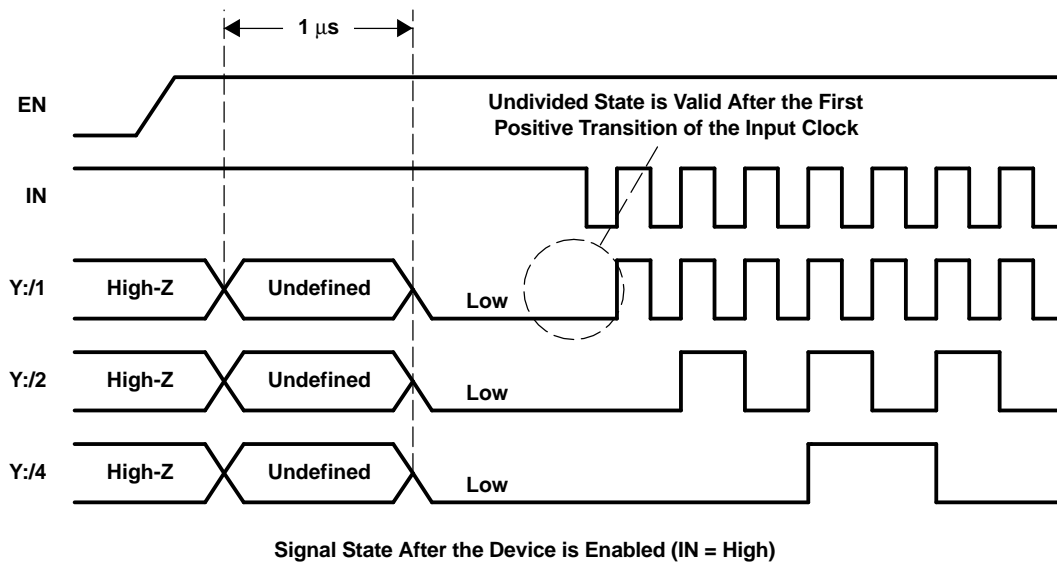 1 μs
EN
Undivided State is Valid After the First
Positive Transition of the Input Clock
IN
Y:/1
High-Z
Undefined
Low
Y:/2
High-Z
Undefined
Low
Y:/4
High-Z
Undefined
Low
Signal State After the Device is Enabled (IN = High)